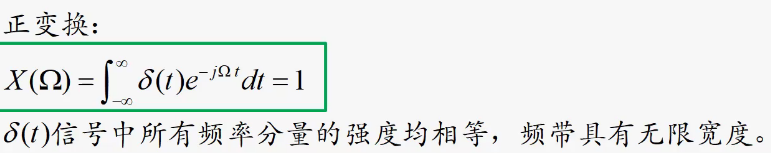 正变换：
X(Ω) = ∫_{-∞}^{∞} δ(t)e^{-jΩt}dt = 1
δ(t)信号中所有频率分量的强度均相等，频带具有无限宽度。